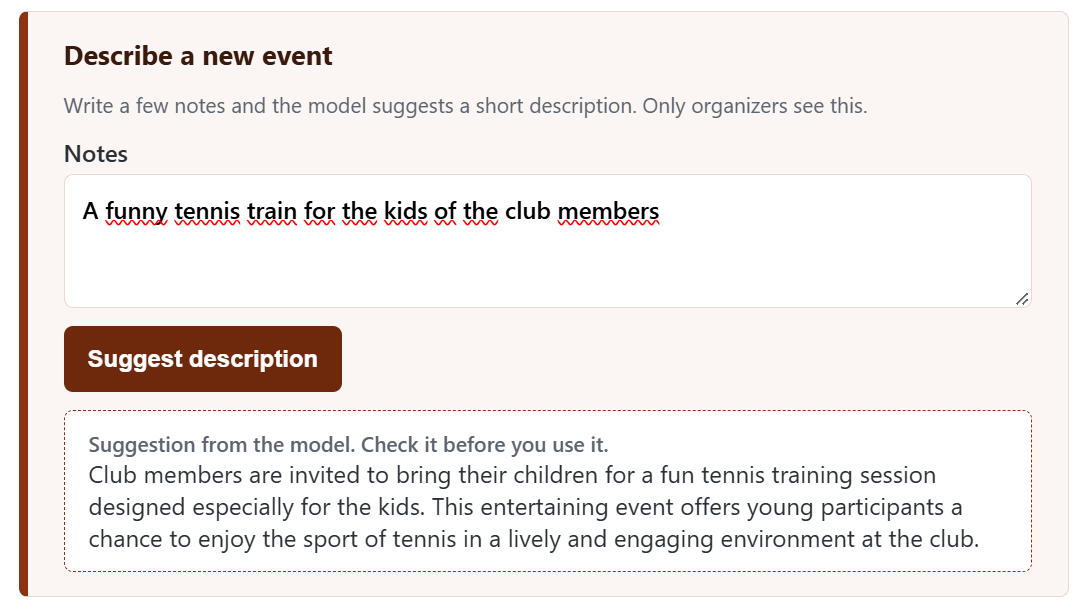 Describe a new event
Write a few notes and the model suggests a short description. Only organizers see this.
Notes
A funny tennis train for the kids of the club members
Suggest description
Suggestion from the model. Check it before you use it.
Club members are invited to bring their children for a fun tennis training session
designed especially for the kids. This entertaining event offers young participants a
chance to enjoy the sport of tennis in a lively and engaging environment at the club.